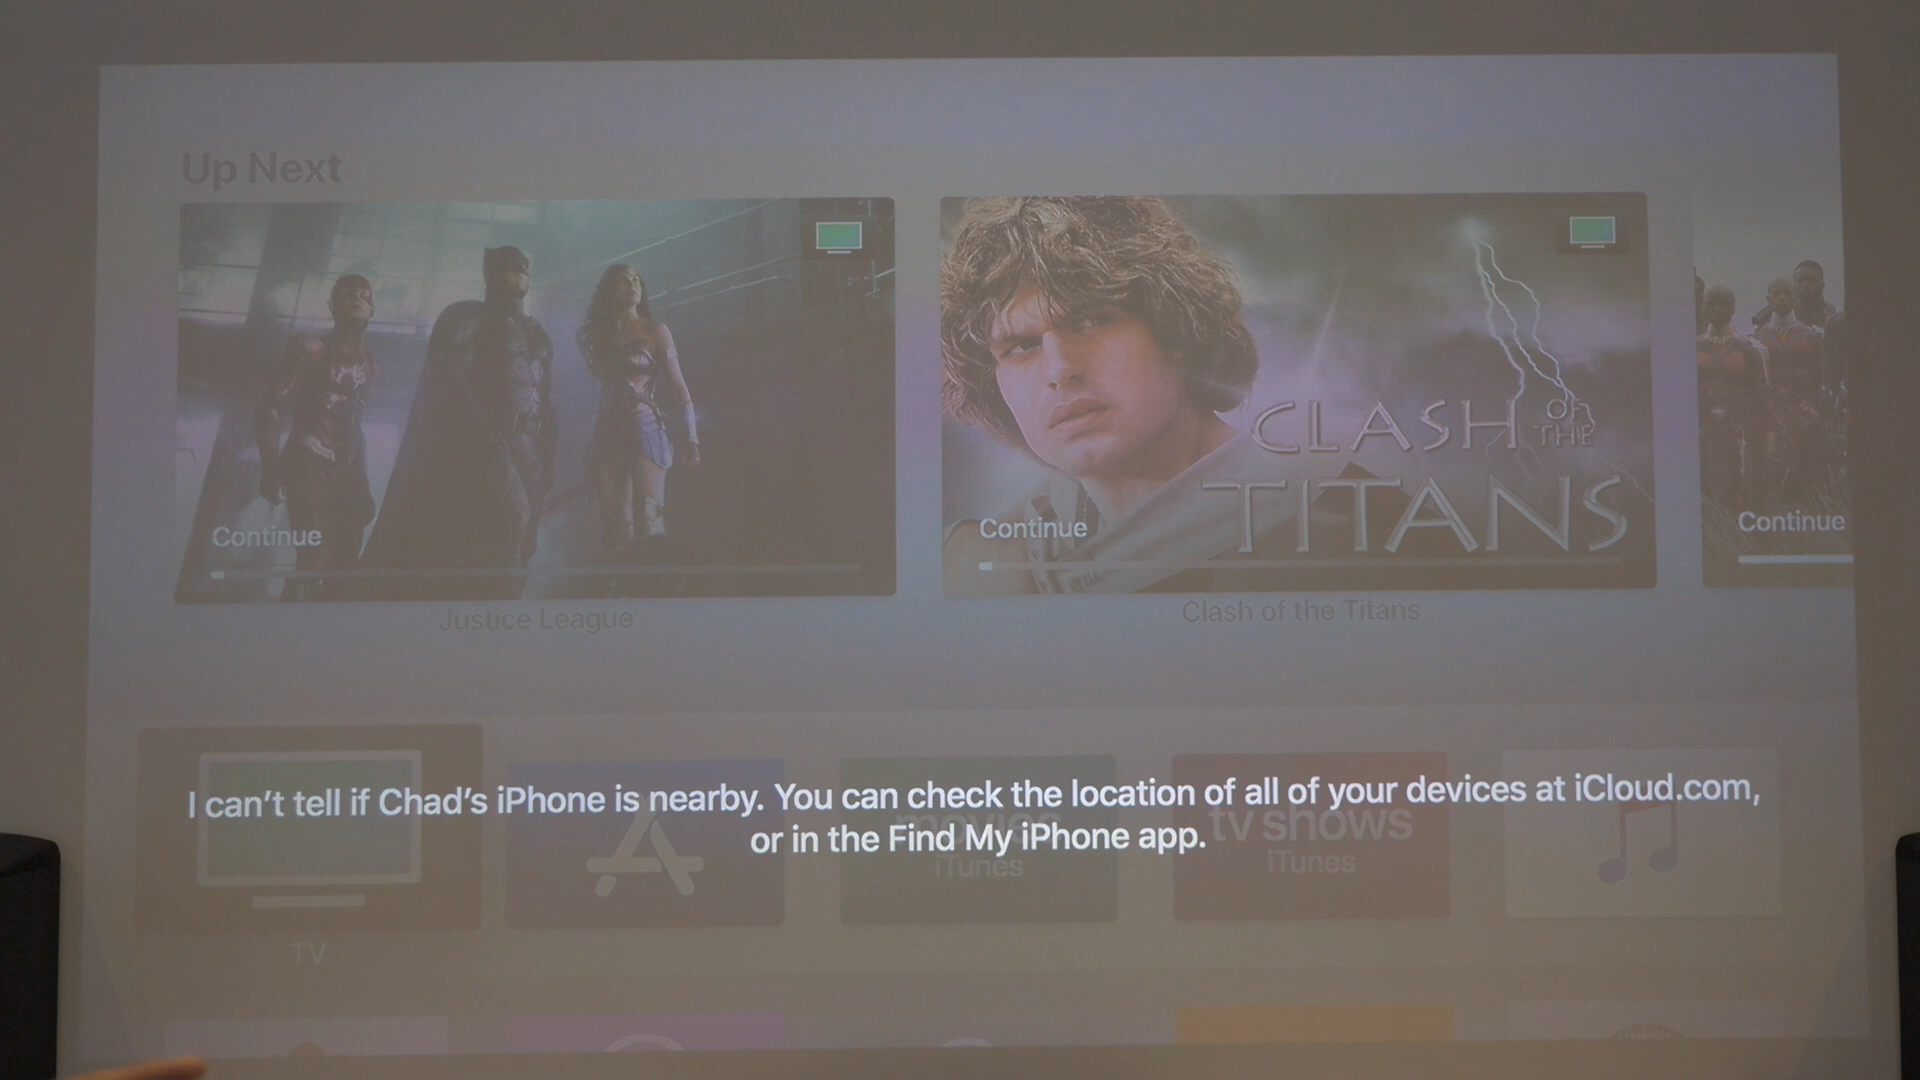 Up Next
Continue
Continue
CLASH OF THE
TITANS
Continue
Justice League
Clash of the Titans
I can't tell if Chad's iPhone is nearby. You can check the location of all of your devices at iCloud.com,
or in the Find My iPhone app.
movies
iTunes
tv shows
iTunes
TV